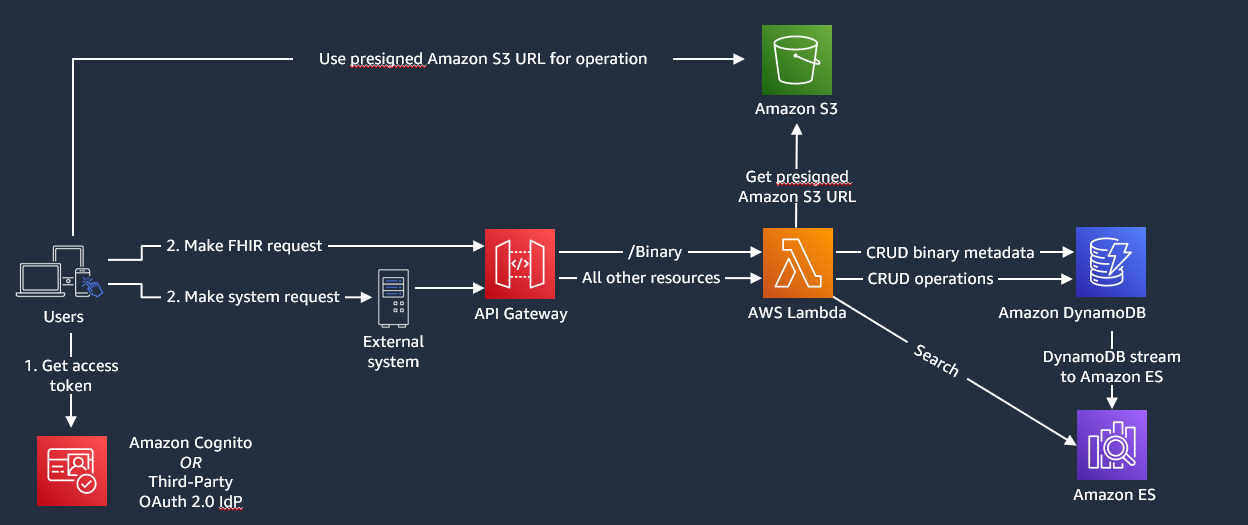 Use presigned Amazon S3 URL for operation
Amazon S3
Get presigned
Amazon S3 URL
2. Make FHIR request
/Binary
CRUD binary metadata
All other resources
CRUD operations
2. Make system request
Users
API Gateway
AWS Lambda
Amazon DynamoDB
External
system
1. Get access
token
Search
DynamoDB stream
to Amazon ES
Amazon Cognito
OR
Third-Party
OAuth 2.0 IdP
Amazon ES